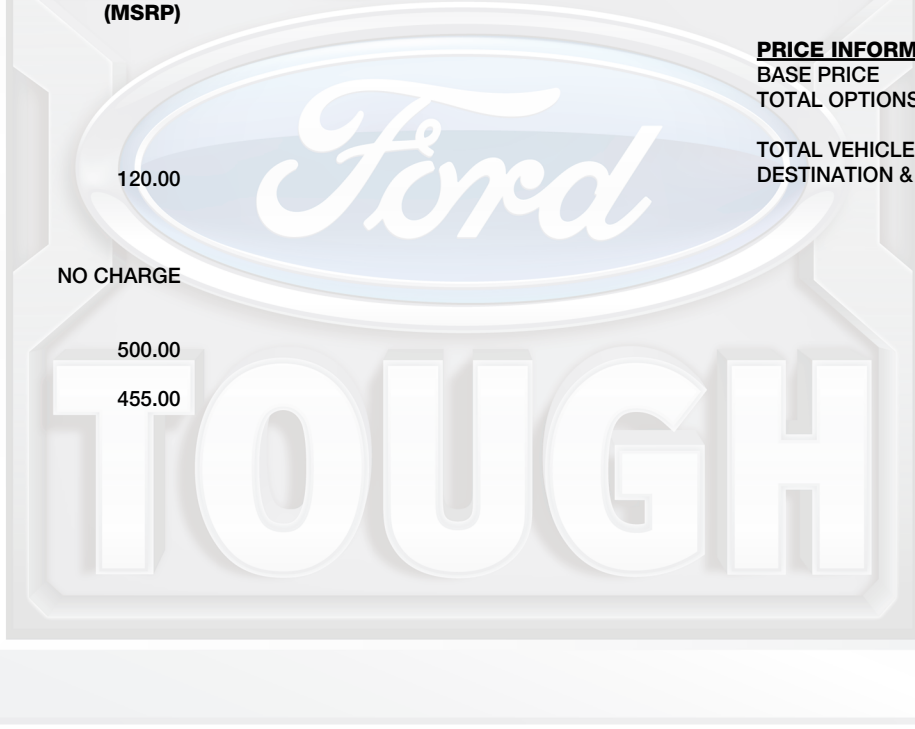 (MSRP)
PRICE INFORM
BASE PRICE
TOTAL OPTIONS
TOTAL VEHICLE
DESTINATION &
120.00
NO CHARGE
500.00
455.00
Ford
TOUGH